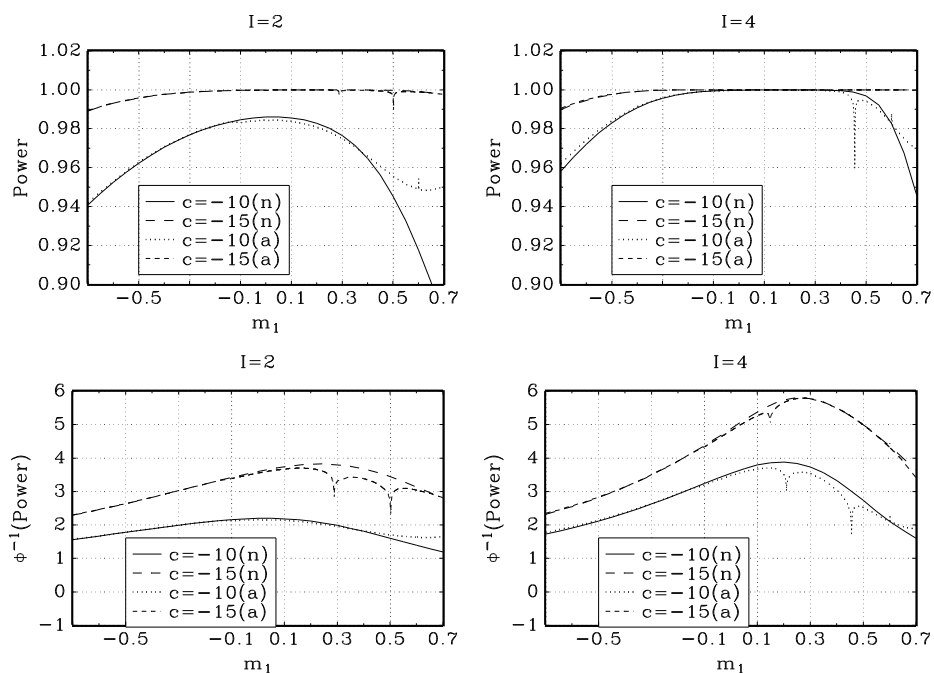 I=2
I=4
1.02
1.00
0.98
0.96
0.94
0.92
0.90
Power
c=−10(n)
c=−15(n)
c=−10(a)
c=−15(a)
−0.5 −0.1 0.1 0.3 0.5 0.7
m₁
1.02
1.00
0.98
0.96
0.94
0.92
0.90
Power
c=−10(n)
c=−15(n)
c=−10(a)
c=−15(a)
−0.5 −0.1 0.1 0.3 0.5 0.7
m₁
I=2
I=4
6
5
4
3
2
1
0
−1
ϕ⁻¹(Power)
c=−10(n)
c=−15(n)
c=−10(a)
c=−15(a)
−0.5 −0.1 0.1 0.3 0.5 0.7
m₁
6
5
4
3
2
1
0
−1
ϕ⁻¹(Power)
c=−10(n)
c=−15(n)
c=−10(a)
c=−15(a)
−0.5 −0.1 0.1 0.3 0.5 0.7
m₁